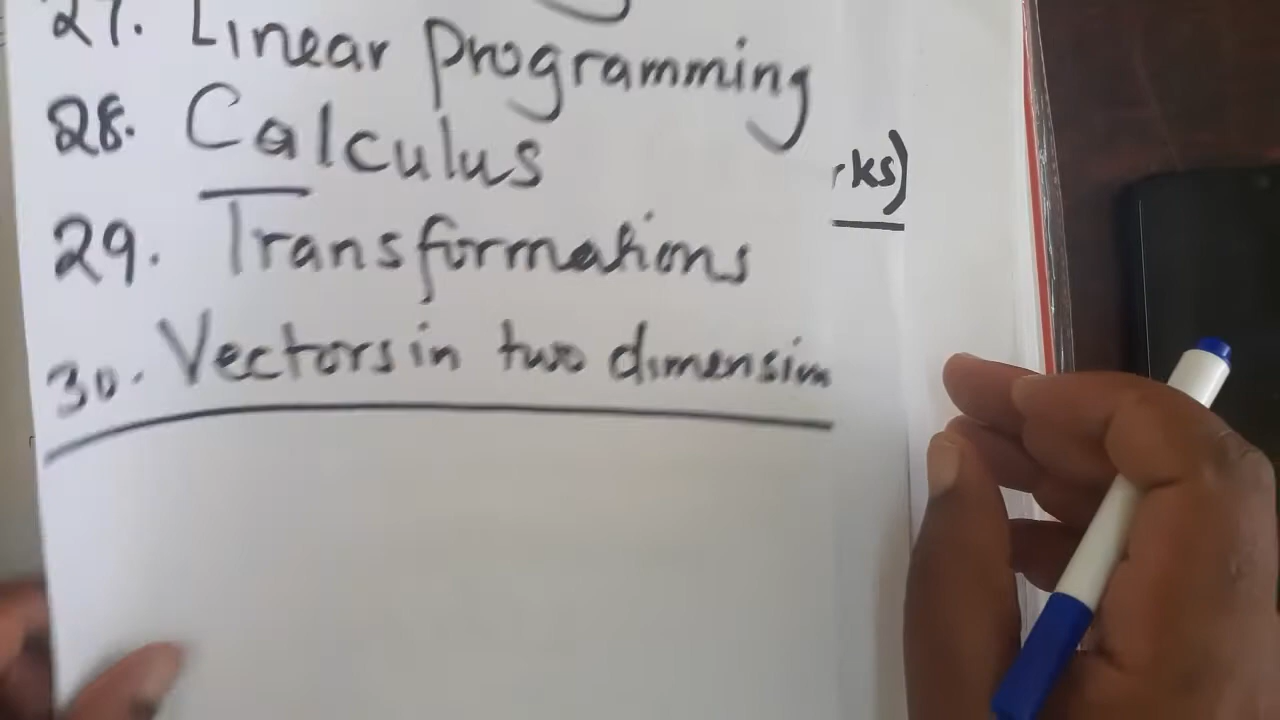 27. Linear programming
28. Calculus
rks)
29. Transformations
30. Vectors in two dimension